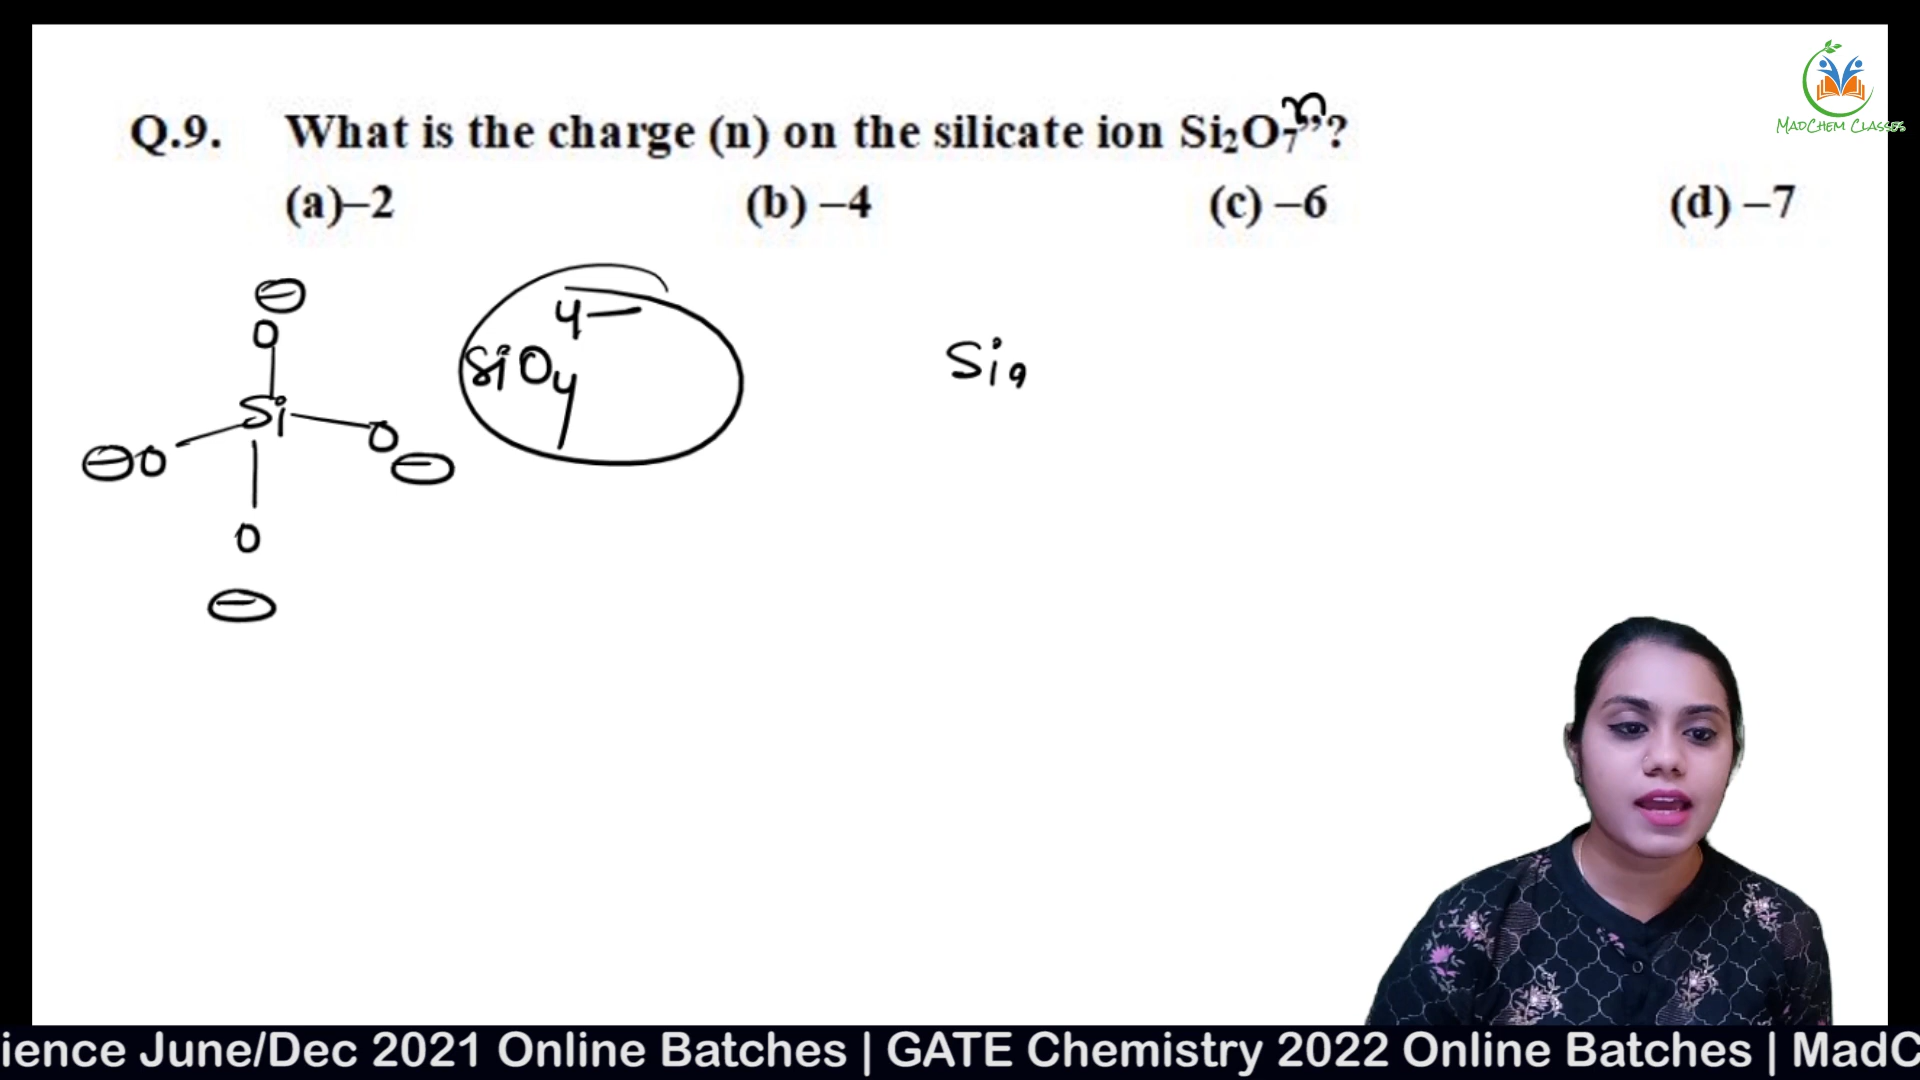 MADCHEM CLASSES
Q.9. What is the charge (n) on the silicate ion Si₂O₇ⁿ⁻?
(a)–2 (b) –4 (c) –6 (d) –7
⊖
O
4–
SiO4
Si
Si
⊖O O
⊖
O
⊖
ience June/Dec 2021 Online Batches | GATE Chemistry 2022 Online Batches | MadC